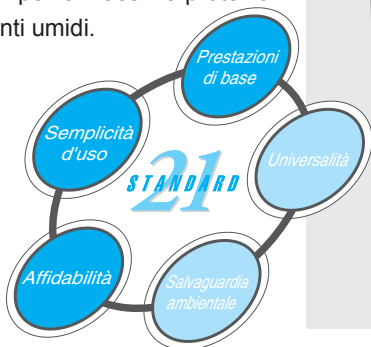 nti umidi.
Prestazioni
di base
Semplicità
d'uso
21
STANDARD
Universalità
Affidabilità
Salvaguardia
ambientale